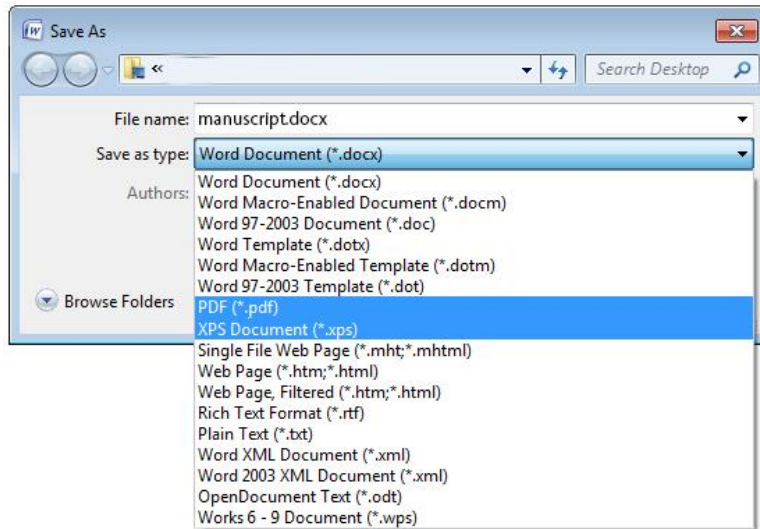 Save As
«
Search Desktop
File name: manuscript.docx
Save as type: Word Document (*.docx)
Authors:
Word Document (*.docx)
Word Macro-Enabled Document (*.docm)
Word 97-2003 Document (*.doc)
Word Template (*.dotx)
Word Macro-Enabled Template (*.dotm)
Word 97-2003 Template (*.dot)
Browse Folders
PDF (*.pdf)
XPS Document (*.xps)
Single File Web Page (*.mht;*.mhtml)
Web Page (*.htm;*.html)
Web Page, Filtered (*.htm;*.html)
Rich Text Format (*.rtf)
Plain Text (*.txt)
Word XML Document (*.xml)
Word 2003 XML Document (*.xml)
OpenDocument Text (*.odt)
Works 6 - 9 Document (*.wps)